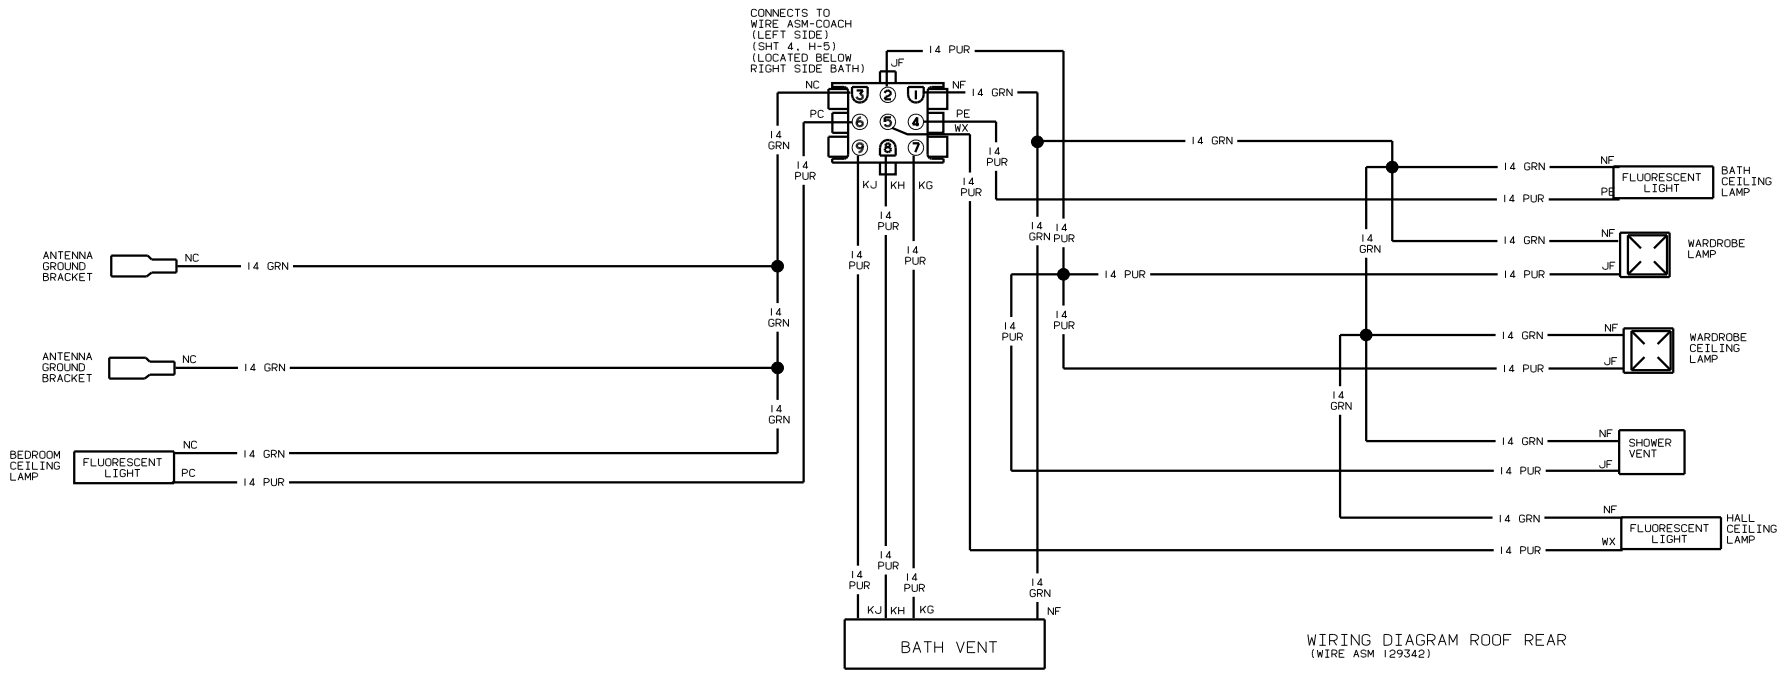 CONNECTS TO
WIRE ASM-COACH
(LEFT SIDE)
(SHT 4, H-5)
(LOCATED BELOW
RIGHT SIDE BATH)
14 PUR
JF
NC
NF
14 GRN
3
2
1
PC
PE
6
5
4
WX
9
8
7
14
GRN
14
PUR
14
PUR
14
PUR
KJ
KH
KG
14
PUR
14
PUR
14
PUR
14 GRN
14 GRN
NF
FLUORESCENT
LIGHT
BATH
CEILING
LAMP
14 PUR
PE
14
GRN
14
PUR
14
GRN
14 GRN
NF
WARDROBE
LAMP
14 PUR
14 PUR
JF
ANTENNA
GROUND
BRACKET
NC
14 GRN
14
GRN
14
PUR
14
PUR
14 GRN
NF
WARDROBE
CEILING
LAMP
14 PUR
JF
ANTENNA
GROUND
BRACKET
NC
14 GRN
14
GRN
14
GRN
14 GRN
NF
SHOWER
VENT
14 PUR
JF
BEDROOM
CEILING
LAMP
FLUORESCENT
LIGHT
NC
14 GRN
PC
14 PUR
14 GRN
NF
FLUORESCENT
LIGHT
HALL
CEILING
LAMP
14 PUR
WX
14
PUR
14
PUR
14
PUR
14
GRN
KJ
KH
KG
NF
BATH VENT
WIRING DIAGRAM ROOF REAR
(WIRE ASM 129342)